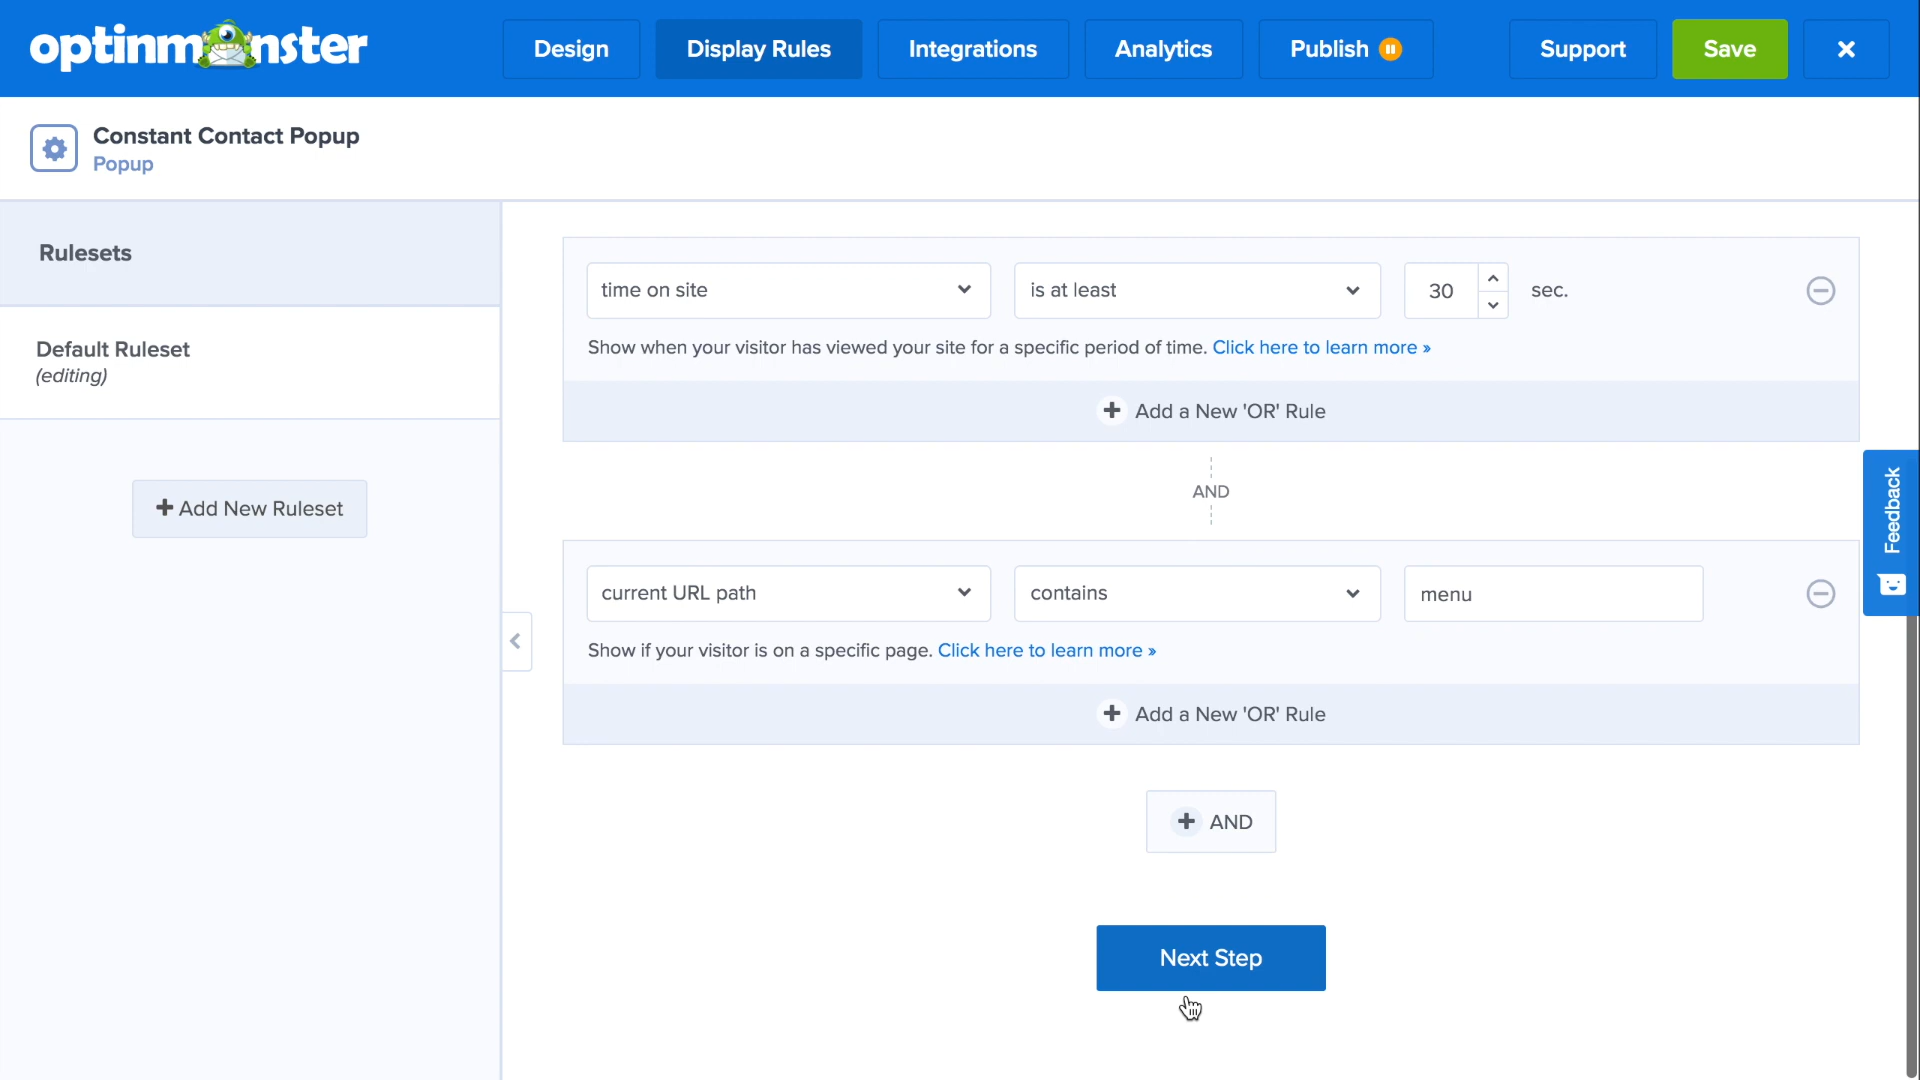 optinmonster
Design
Display Rules
Integrations
Analytics
Publish
Support
Save
Constant Contact Popup
Popup
Rulesets
Default Ruleset
(editing)
Add New Ruleset
time on site
is at least
30
sec.
Show when your visitor has viewed your site for a specific period of time. Click here to learn more »
Add a New 'OR' Rule
AND
current URL path
contains
menu
Show if your visitor is on a specific page. Click here to learn more »
Add a New 'OR' Rule
AND
Next Step
Feedback